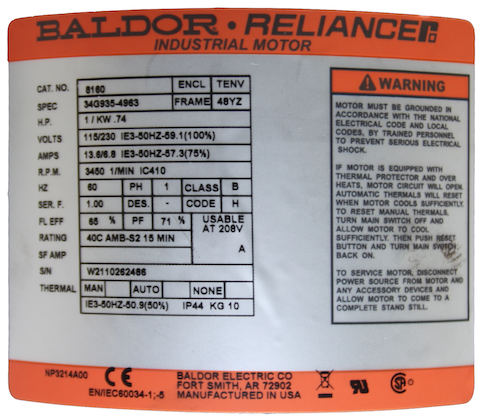 BALDOR • RELIANCE
INDUSTRIAL MOTOR
CAT. NO. 5160 ENCL TENV
SPEC 34G935-4963 FRAME 48YZ
H.P. 1 / KW .74
VOLTS 115/230 IE3-50HZ-59.1(100%)
AMPS 13.6/6.8 IE3-50HZ-57.3(75%)
R.P.M. 3450 1/MIN IC410
HZ 60 PH 1 CLASS B
SER. F. 1.00 DES. - CODE H
FL EFF 65 % PF 71 % USABLE AT 208V
RATING 40C AMB-S2 15 MIN
SF AMP A
S/N W2110262486
THERMAL MAN AUTO NONE
IE3-50HZ-50.9(50%) IP44 KG 10
WARNING
MOTOR MUST BE GROUNDED IN
ACCORDANCE WITH THE NATIONAL
ELECTRICAL CODE AND LOCAL
CODES, BY TRAINED PERSONNEL
TO PREVENT SERIOUS ELECTRICAL
SHOCK.
IF MOTOR IS EQUIPPED WITH
THERMAL PROTECTOR AND OVER
HEATS, MOTOR CIRCUIT WILL OPEN.
AUTOMATIC THERMALS WILL RESET
WHEN MOTOR COOLS SUFFICIENTLY.
TO RESET MANUAL THERMALS,
TURN MAIN SWITCH OFF AND
ALLOW MOTOR TO COOL
SUFFICIENTLY. THEN PUSH RESET
BUTTON AND TURN MAIN SWITCH
BACK ON.
TO SERVICE MOTOR, DISCONNECT
POWER SOURCE FROM MOTOR AND
ANY ACCESSORY DEVICES AND
ALLOW MOTOR TO COME TO A
COMPLETE STAND STILL.
NP3214A00 CE
EN/IEC60034-1;-5
BALDOR ELECTRIC CO
FORT SMITH, AR 72902
MANUFACTURED IN USA